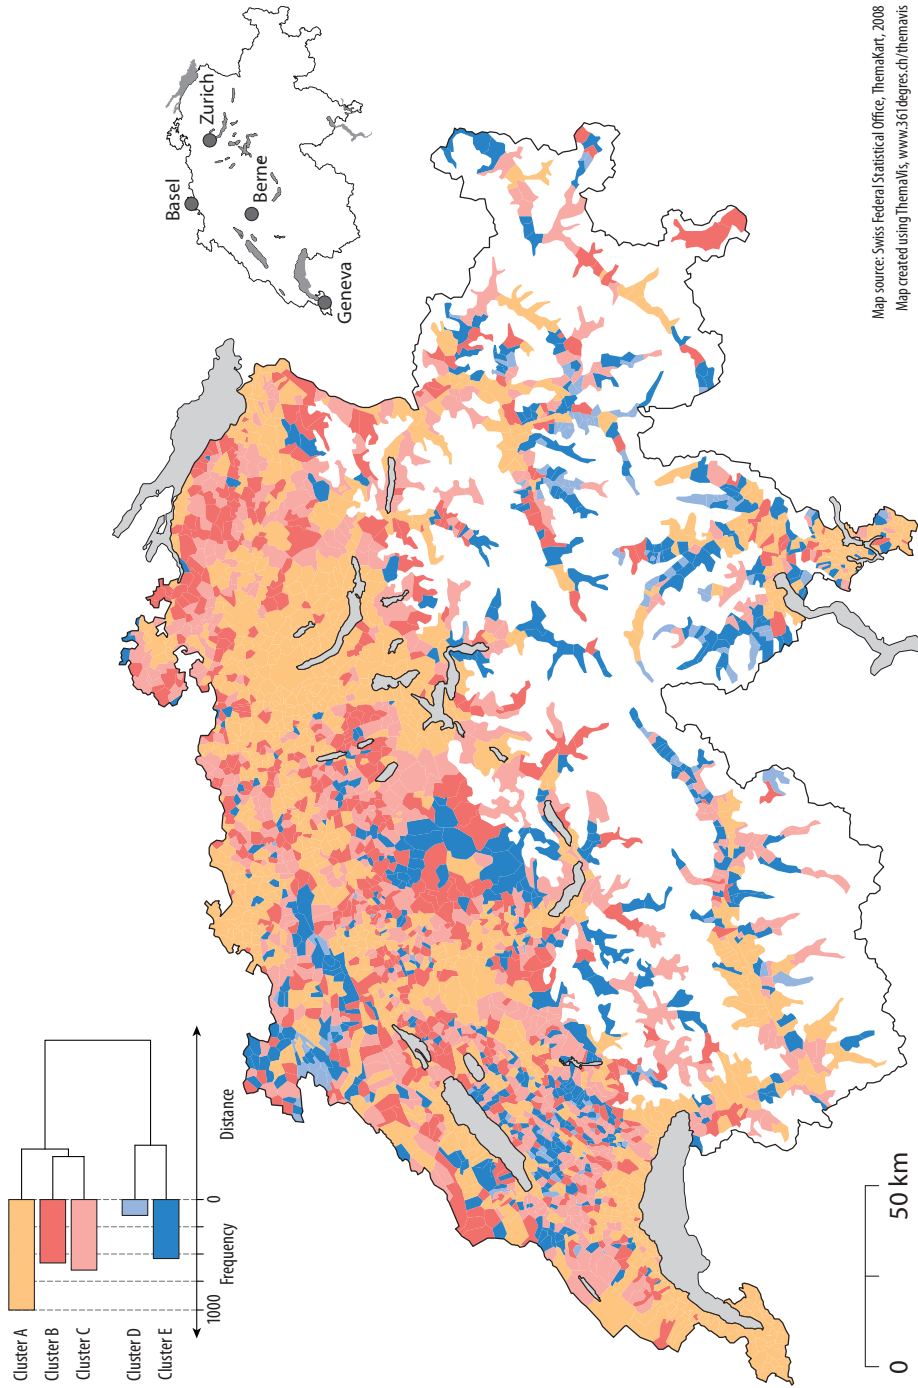 Cluster A
Cluster B
Cluster C
Cluster D
Cluster E
1000
Frequency
0
Distance
Basel
Zurich
Berne
Geneva
0
50 km
Map source: Swiss Federal Statistical Office, ThemaKart, 2008
Map created using ThemaVis, www.361degres.ch/themavis